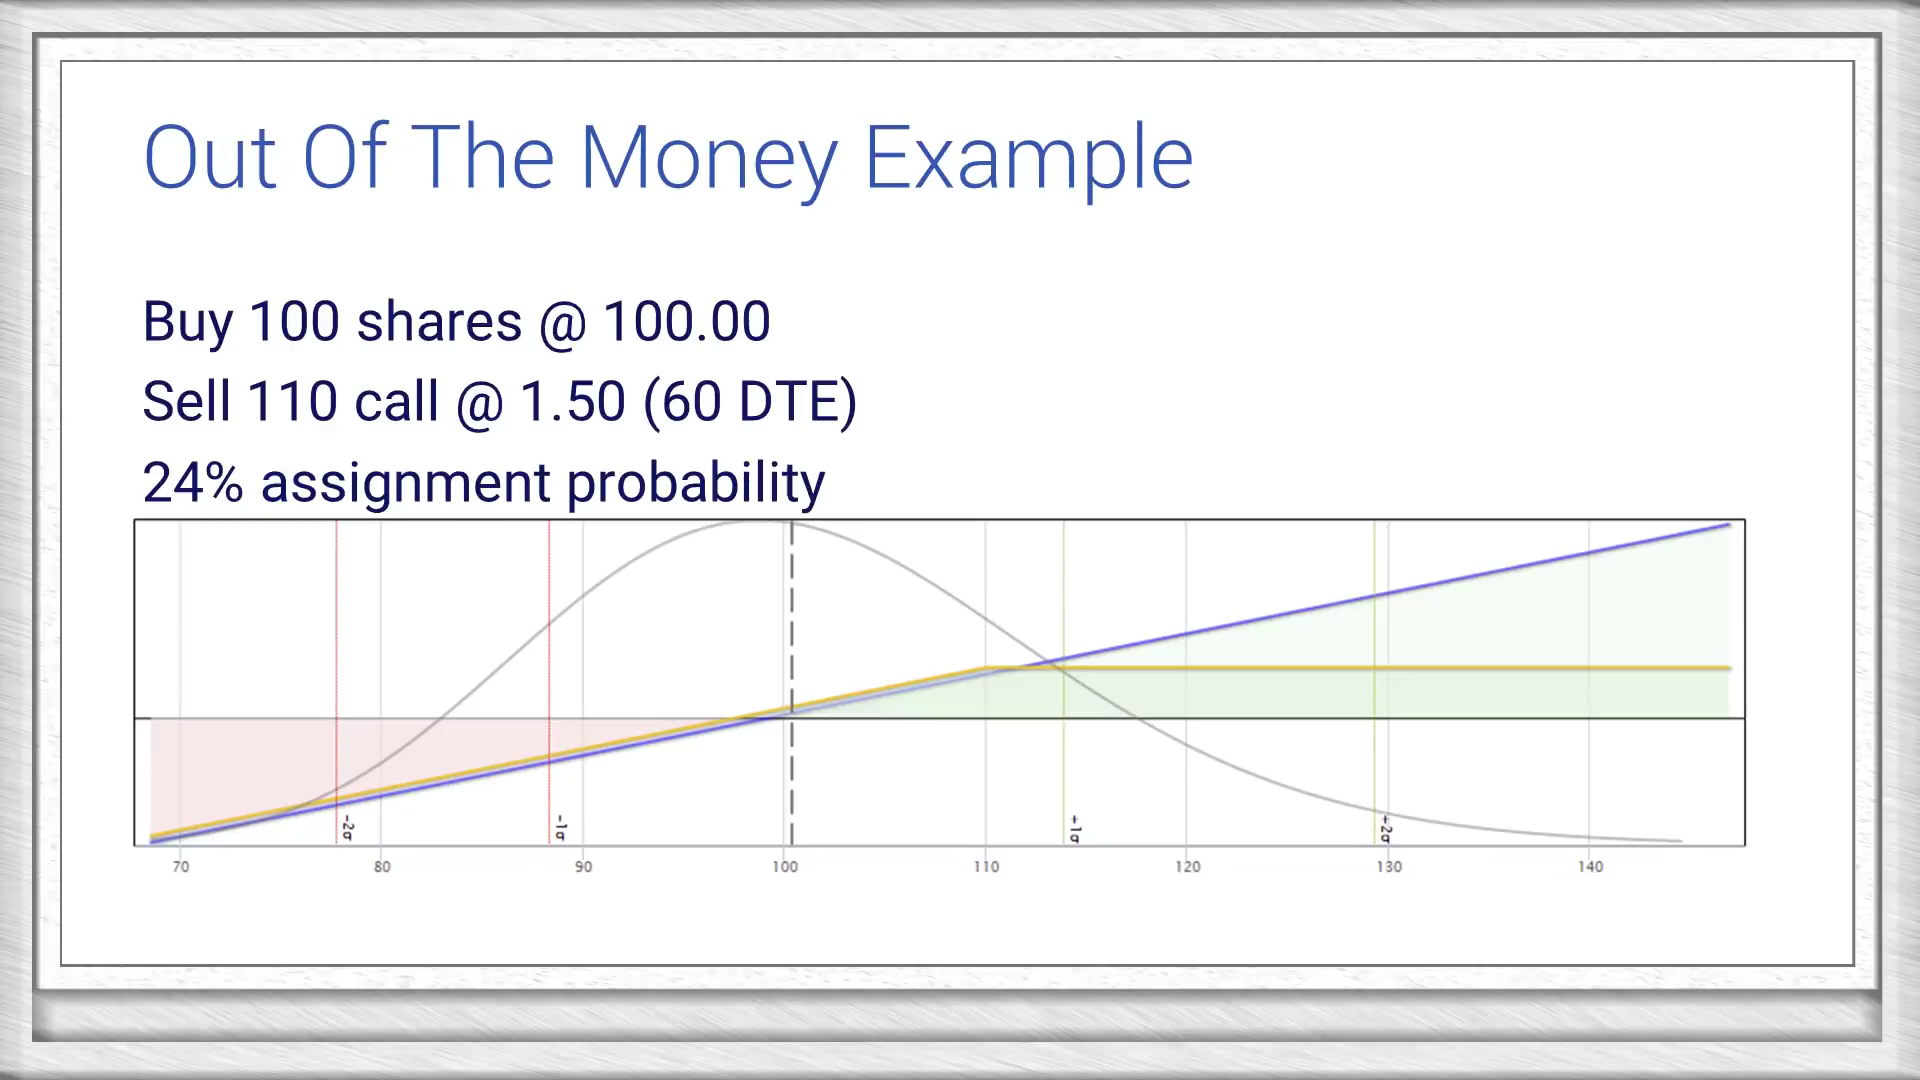 Out Of The Money Example
Buy 100 shares @ 100.00
Sell 110 call @ 1.50 (60 DTE)
24% assignment probability
-2σ -1σ +1σ +2σ
70 80 90 100 110 120 130 140